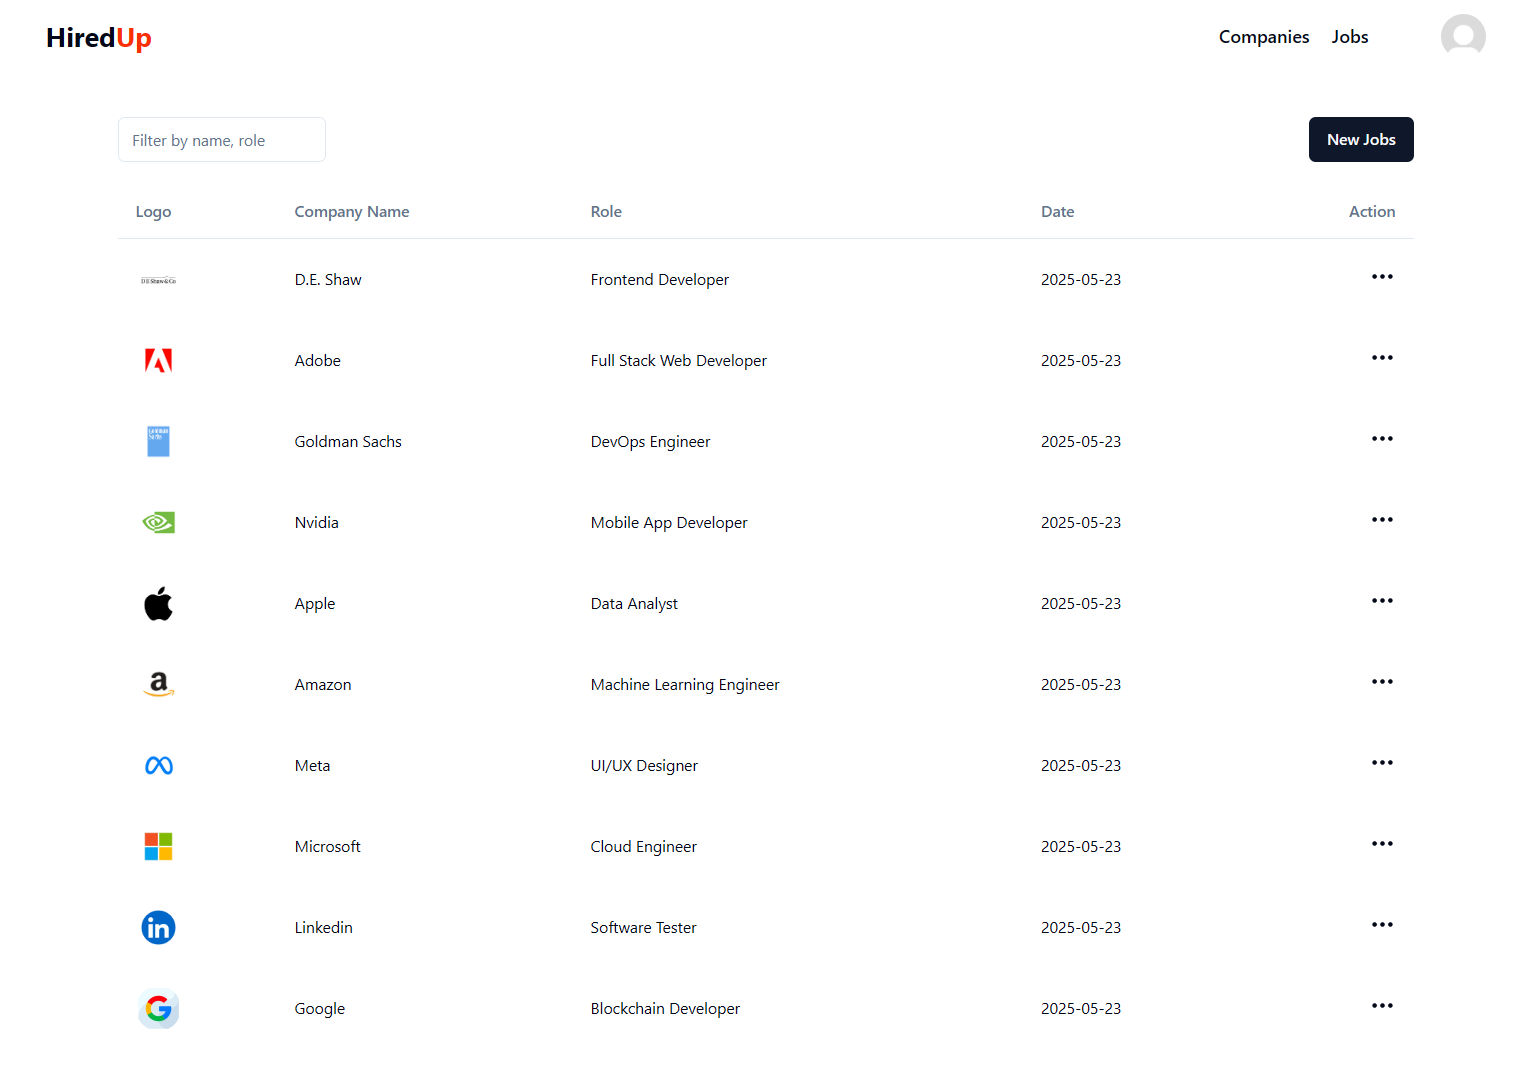 HiredUp
Companies Jobs
Filter by name, role
New Jobs
Logo Company Name Role Date Action
D E Shaw & Co D.E. Shaw Frontend Developer 2025-05-23
Adobe Full Stack Web Developer 2025-05-23
Goldman Sachs Goldman Sachs DevOps Engineer 2025-05-23
Nvidia Mobile App Developer 2025-05-23
Apple Data Analyst 2025-05-23
a Amazon Machine Learning Engineer 2025-05-23
Meta UI/UX Designer 2025-05-23
Microsoft Cloud Engineer 2025-05-23
in Linkedin Software Tester 2025-05-23
G Google Blockchain Developer 2025-05-23